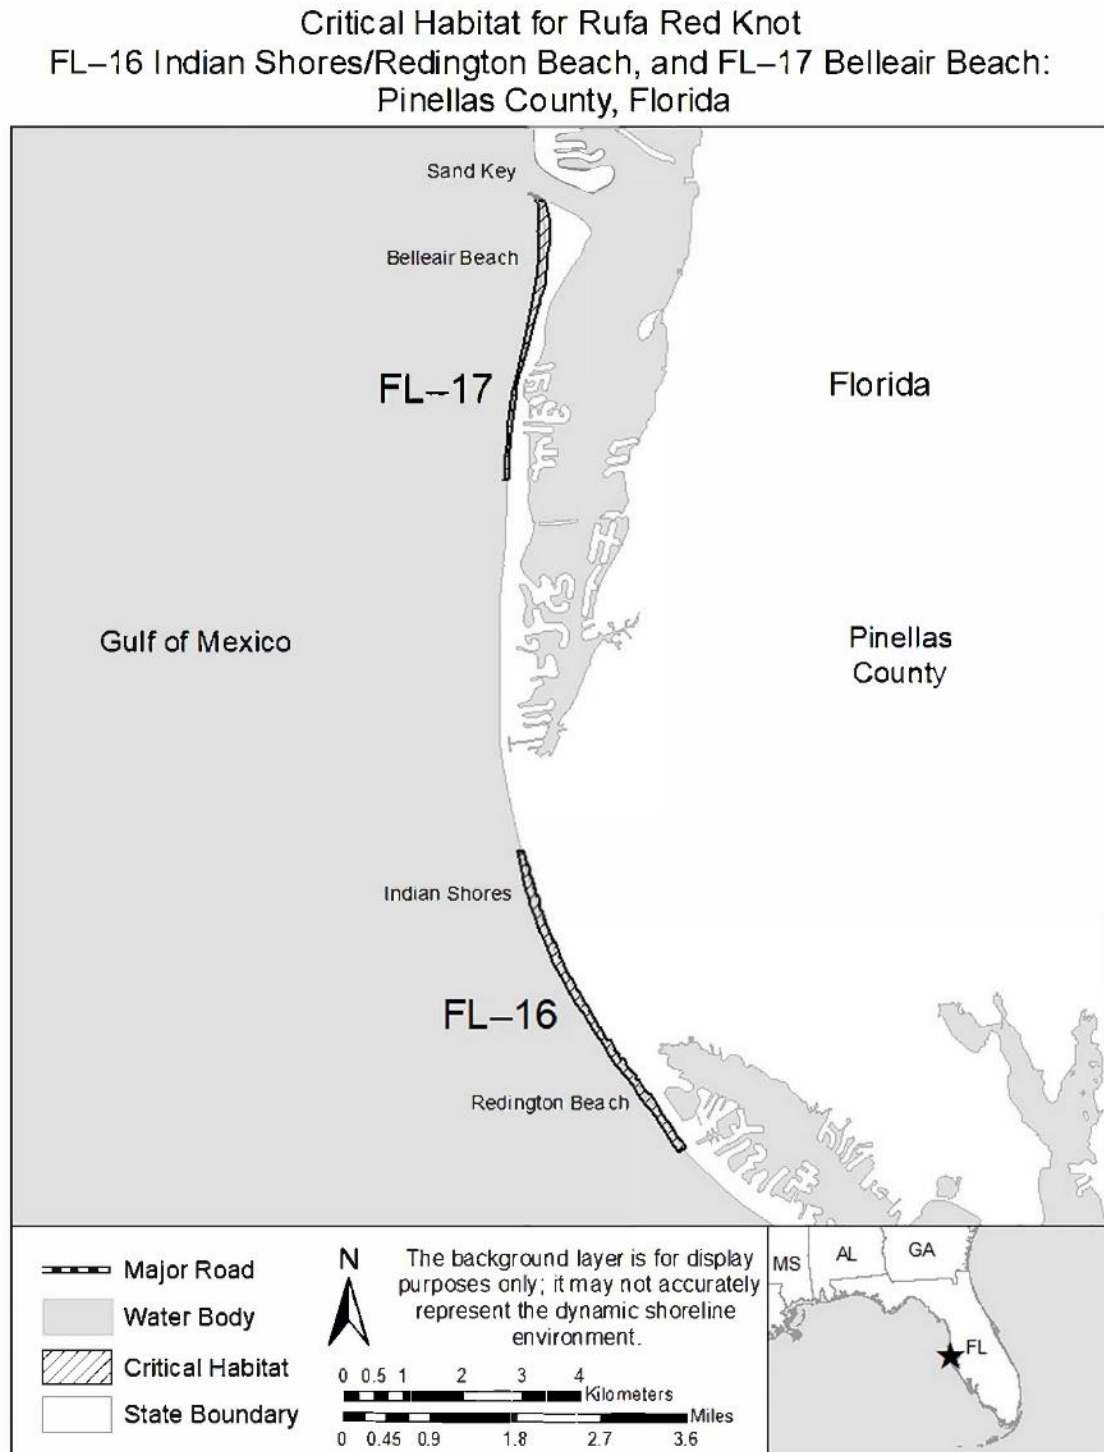 Critical Habitat for Rufa Red Knot
FL–16 Indian Shores/Redington Beach, and FL–17 Belleair Beach:
Pinellas County, Florida
Sand Key
Belleair Beach
FL–17
Florida
Gulf of Mexico
Pinellas
County
Indian Shores
FL–16
Redington Beach
Major Road
Water Body
Critical Habitat
State Boundary
N
The background layer is for display
purposes only; it may not accurately
represent the dynamic shoreline
environment.
0 0.5 1 2 3 4
Kilometers
Miles
0 0.45 0.9 1.8 2.7 3.6
MS
AL
GA
FL